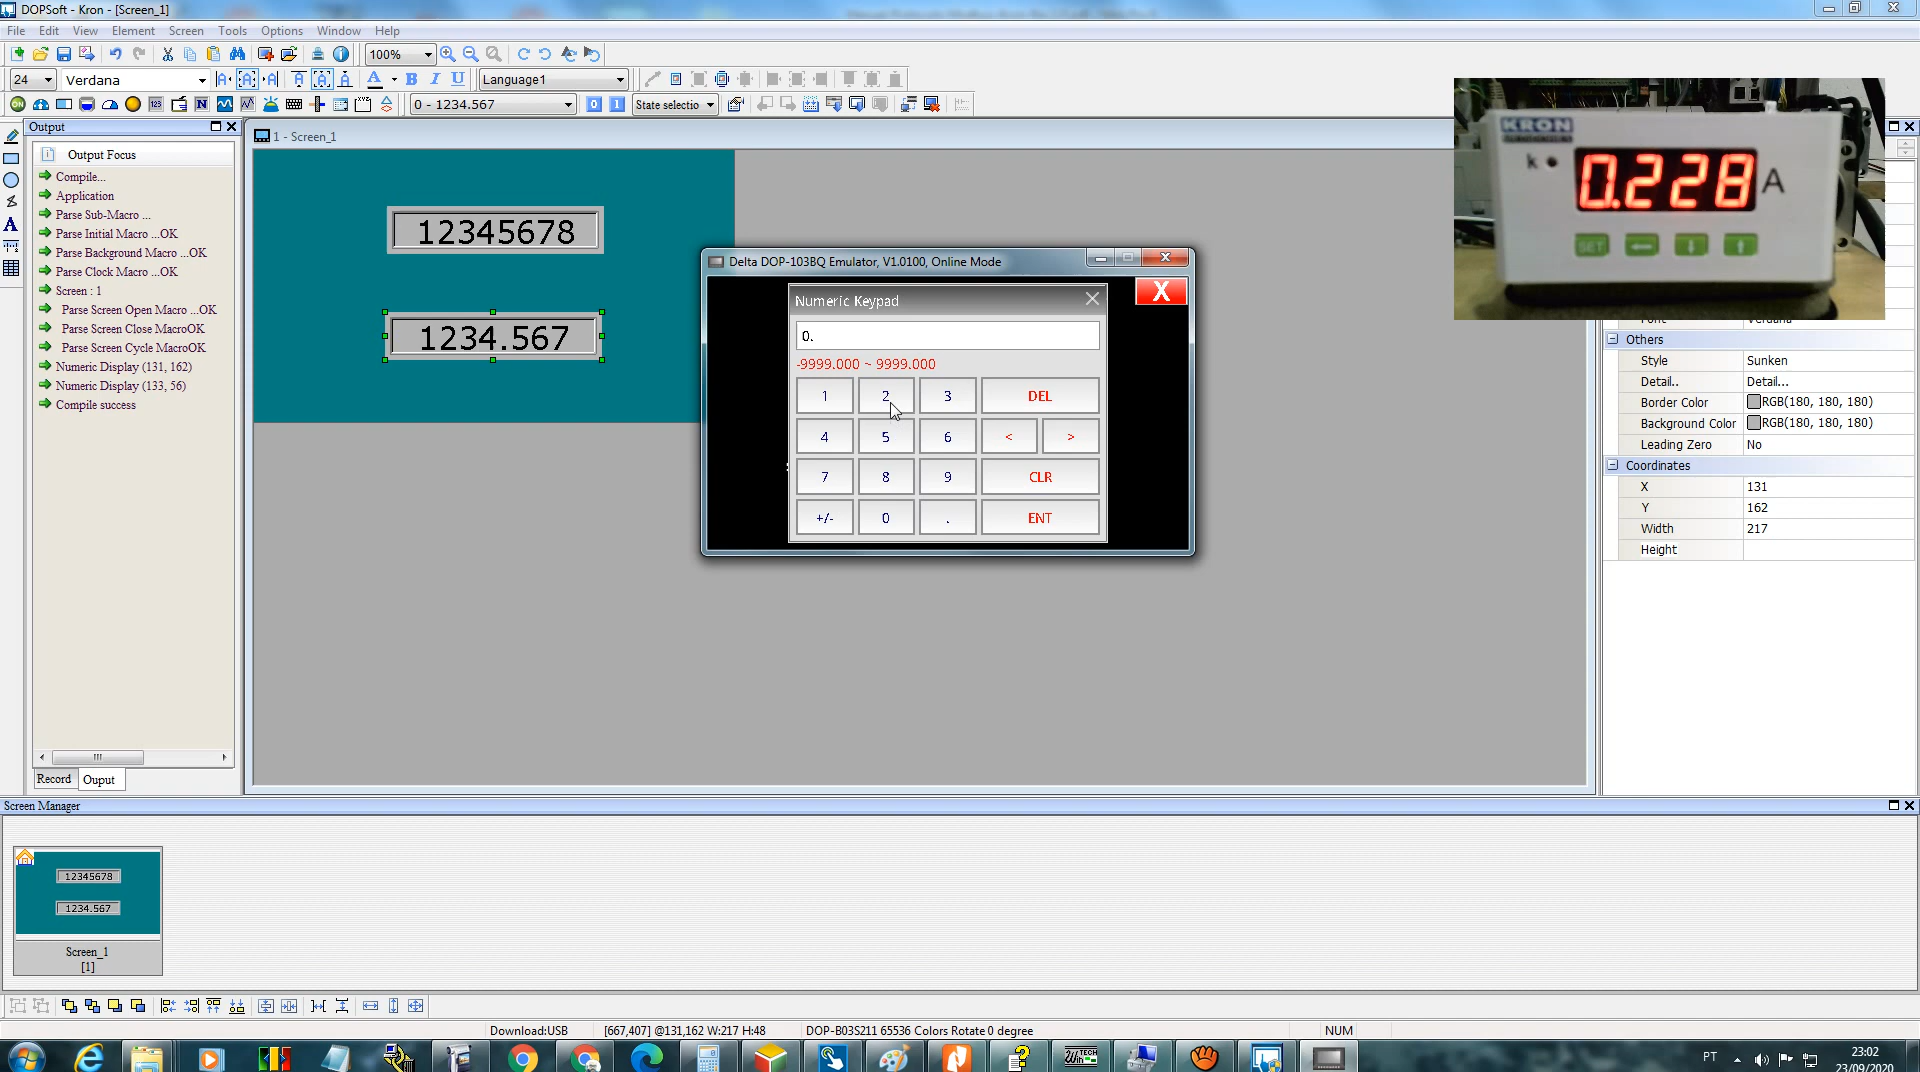 DOPSoft - Kron - [Screen_1]
File Edit View Element Screen Tools Options Window Help
100%
24 Verdana A B I U Language1
0 - 1234.567 0 1 State selectio
Output
Output Focus
Compile...
Application
Parse Sub-Macro ...
Parse Initial Macro ...OK
Parse Background Macro ...OK
Parse Clock Macro ...OK
Screen : 1
Parse Screen Open Macro ...OK
Parse Screen Close MacroOK
Parse Screen Cycle MacroOK
Numeric Display (131, 162)
Numeric Display (133, 56)
Compile success
Record Ouput
1 - Screen_1
12345678
1234.567
Delta DOP-103BQ Emulator, V1.0100, Online Mode
X
Numeric Keypad
0.
-9999.000 ~ 9999.000
1 2 3 DEL
4 5 6 < >
7 8 9 CLR
+/- 0 . ENT
KRON
k 0.228 A
SET
Others
Style Sunken
Detail.. Detail...
Border Color RGB(180, 180, 180)
Background Color RGB(180, 180, 180)
Leading Zero No
Coordinates
X 131
Y 162
Width 217
Height
Screen Manager
12345678
1234.567
Screen_1
[1]
Download:USB [667,407] @131,162 W:217 H:48 DOP-B03S211 65536 Colors Rotate 0 degree NUM
PT 23:02
23/09/2020